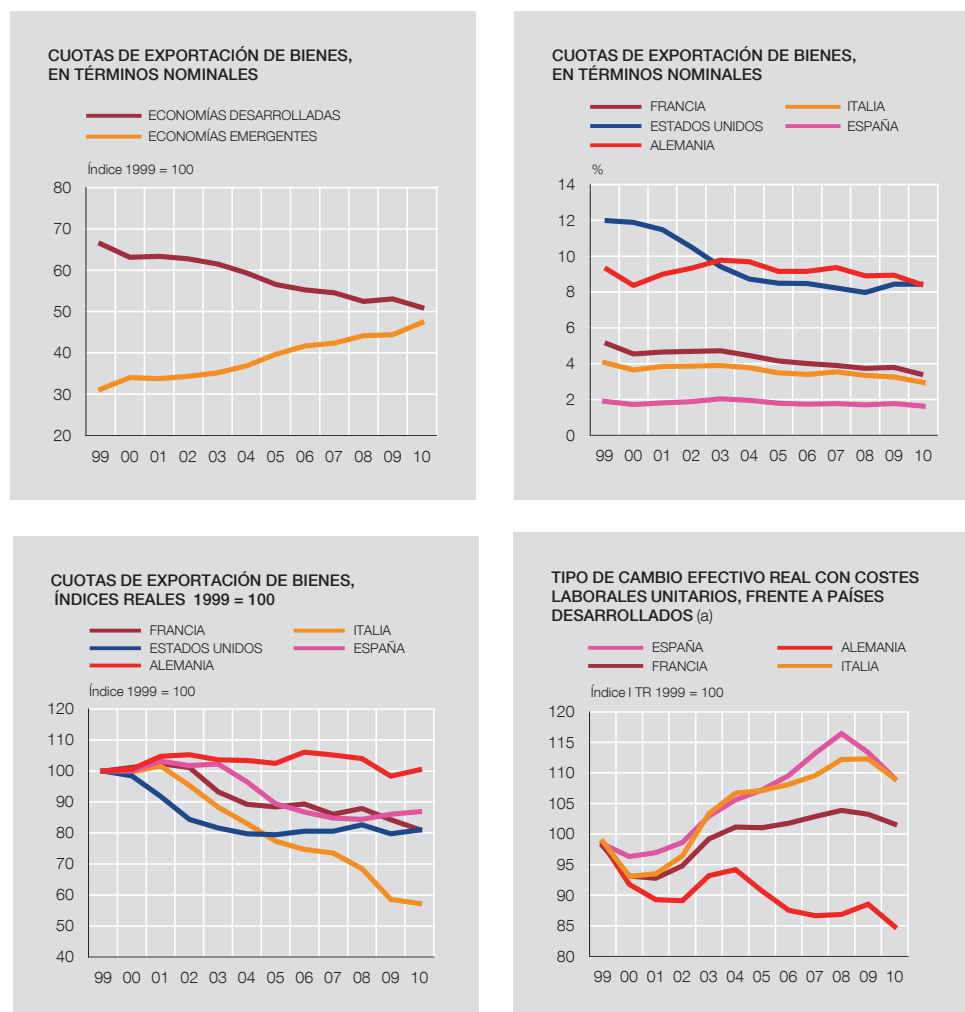 CUOTAS DE EXPORTACIÓN DE BIENES,
EN TÉRMINOS NOMINALES
ECONOMÍAS DESARROLLADAS
ECONOMÍAS EMERGENTES
Índice 1999 = 100
80
70
60
50
40
30
20
99 00 01 02 03 04 05 06 07 08 09 10
CUOTAS DE EXPORTACIÓN DE BIENES,
EN TÉRMINOS NOMINALES
FRANCIA ITALIA
ESTADOS UNIDOS ESPAÑA
ALEMANIA
%
14
12
10
8
6
4
2
0
99 00 01 02 03 04 05 06 07 08 09 10
CUOTAS DE EXPORTACIÓN DE BIENES,
ÍNDICES REALES 1999 = 100
FRANCIA ITALIA
ESTADOS UNIDOS ESPAÑA
ALEMANIA
Índice 1999 = 100
120
110
100
90
80
70
60
50
40
99 00 01 02 03 04 05 06 07 08 09 10
TIPO DE CAMBIO EFECTIVO REAL CON COSTES
LABORALES UNITARIOS, FRENTE A PAÍSES
DESARROLLADOS (a)
ESPAÑA ALEMANIA
FRANCIA ITALIA
Índice I TR 1999 = 100
120
115
110
105
100
95
90
85
80
99 00 01 02 03 04 05 06 07 08 09 10